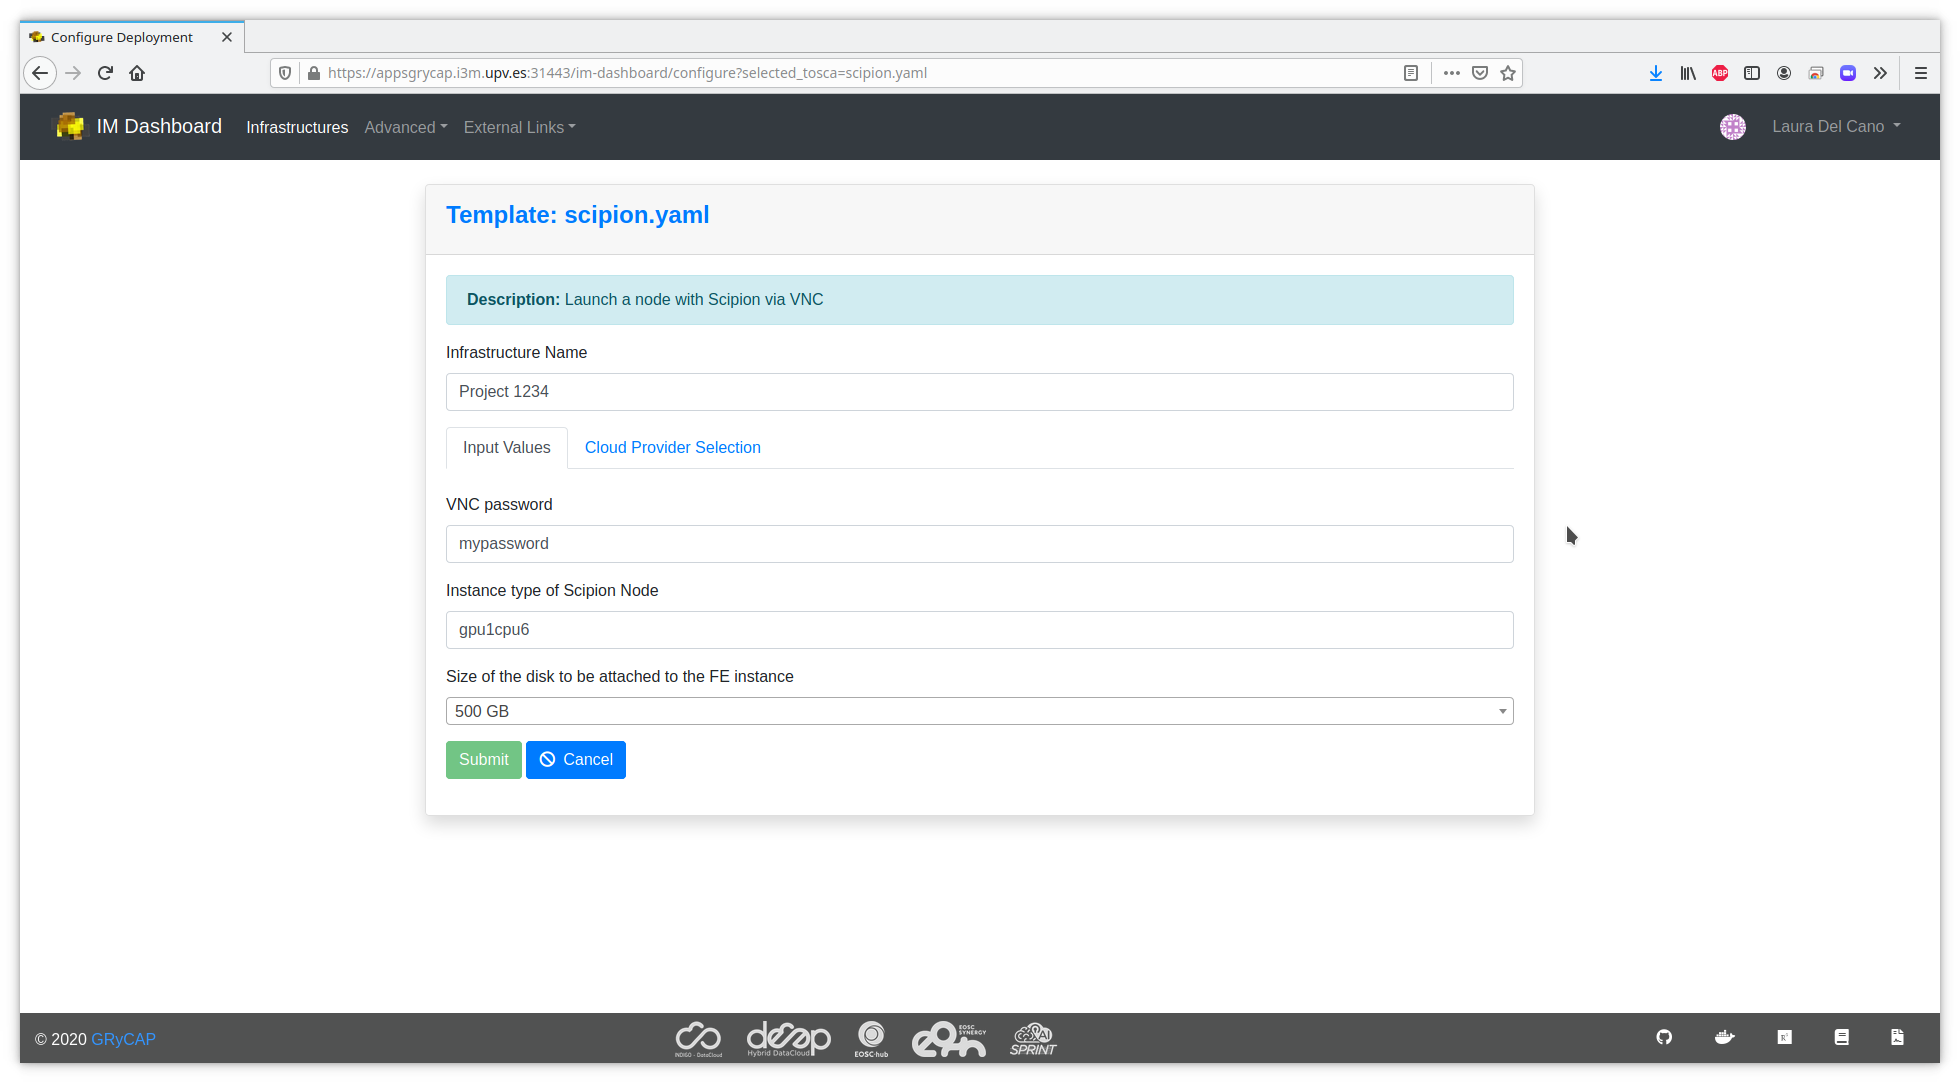 Configure Deployment
https://appsgrycap.i3m.upv.es:31443/im-dashboard/configure?selected_tosca=scipion.yaml
ABP
IM Dashboard Infrastructures Advanced External Links Laura Del Cano
Template: scipion.yaml
Description: Launch a node with Scipion via VNC
Infrastructure Name
Project 1234
Input Values Cloud Provider Selection
VNC password
mypassword
Instance type of Scipion Node
gpu1cpu6
Size of the disk to be attached to the FE instance
500 GB
Submit Cancel
© 2020 GRyCAP
INDIGO - DataCloud
deep
Hybrid DataCloud
EOSC-hub
EOSC
SYNERGY
AI
SPRINT
R